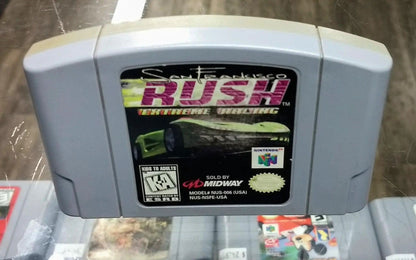 San Francisco
RUSH™
EXTREME RACING
NINTENDO 64
KIDS TO ADULTS
K-A
ESRB
SOLD BY
MIDWAY
MODEL# NUS-006 (USA)
NUS-NSFE-USA